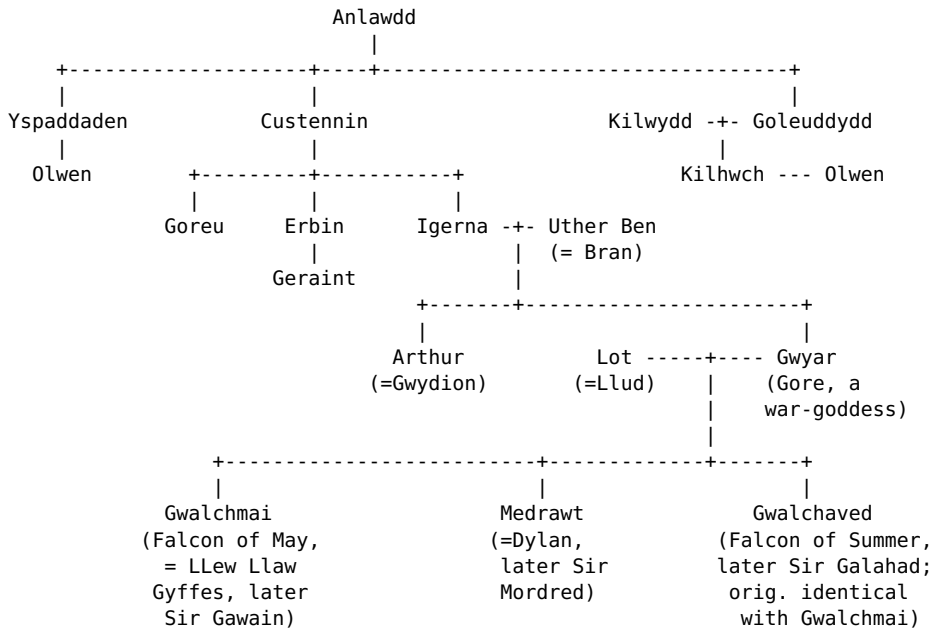 Anlawdd
|
+--------------------+----+----------------------------------+
| | |
Yspaddaden Custennin Kilwydd -+- Goleuddydd
| | |
Olwen +---------+-----------+ Kilhwch --- Olwen
| | |
Goreu Erbin Igerna -+- Uther Ben
| | (= Bran)
Geraint |
+-------+-----------------------+
| |
Arthur Lot -----+---- Gwyar
(=Gwydion) (=Llud) | (Gore, a
| war-goddess)
|
+--------------------------+-------------+-------+
| | |
Gwalchmai Medrawt Gwalchaved
(Falcon of May, (=Dylan, (Falcon of Summer,
= LLew Llaw later Sir later Sir Galahad;
Gyffes, later Mordred) orig. identical
Sir Gawain) with Gwalchmai)